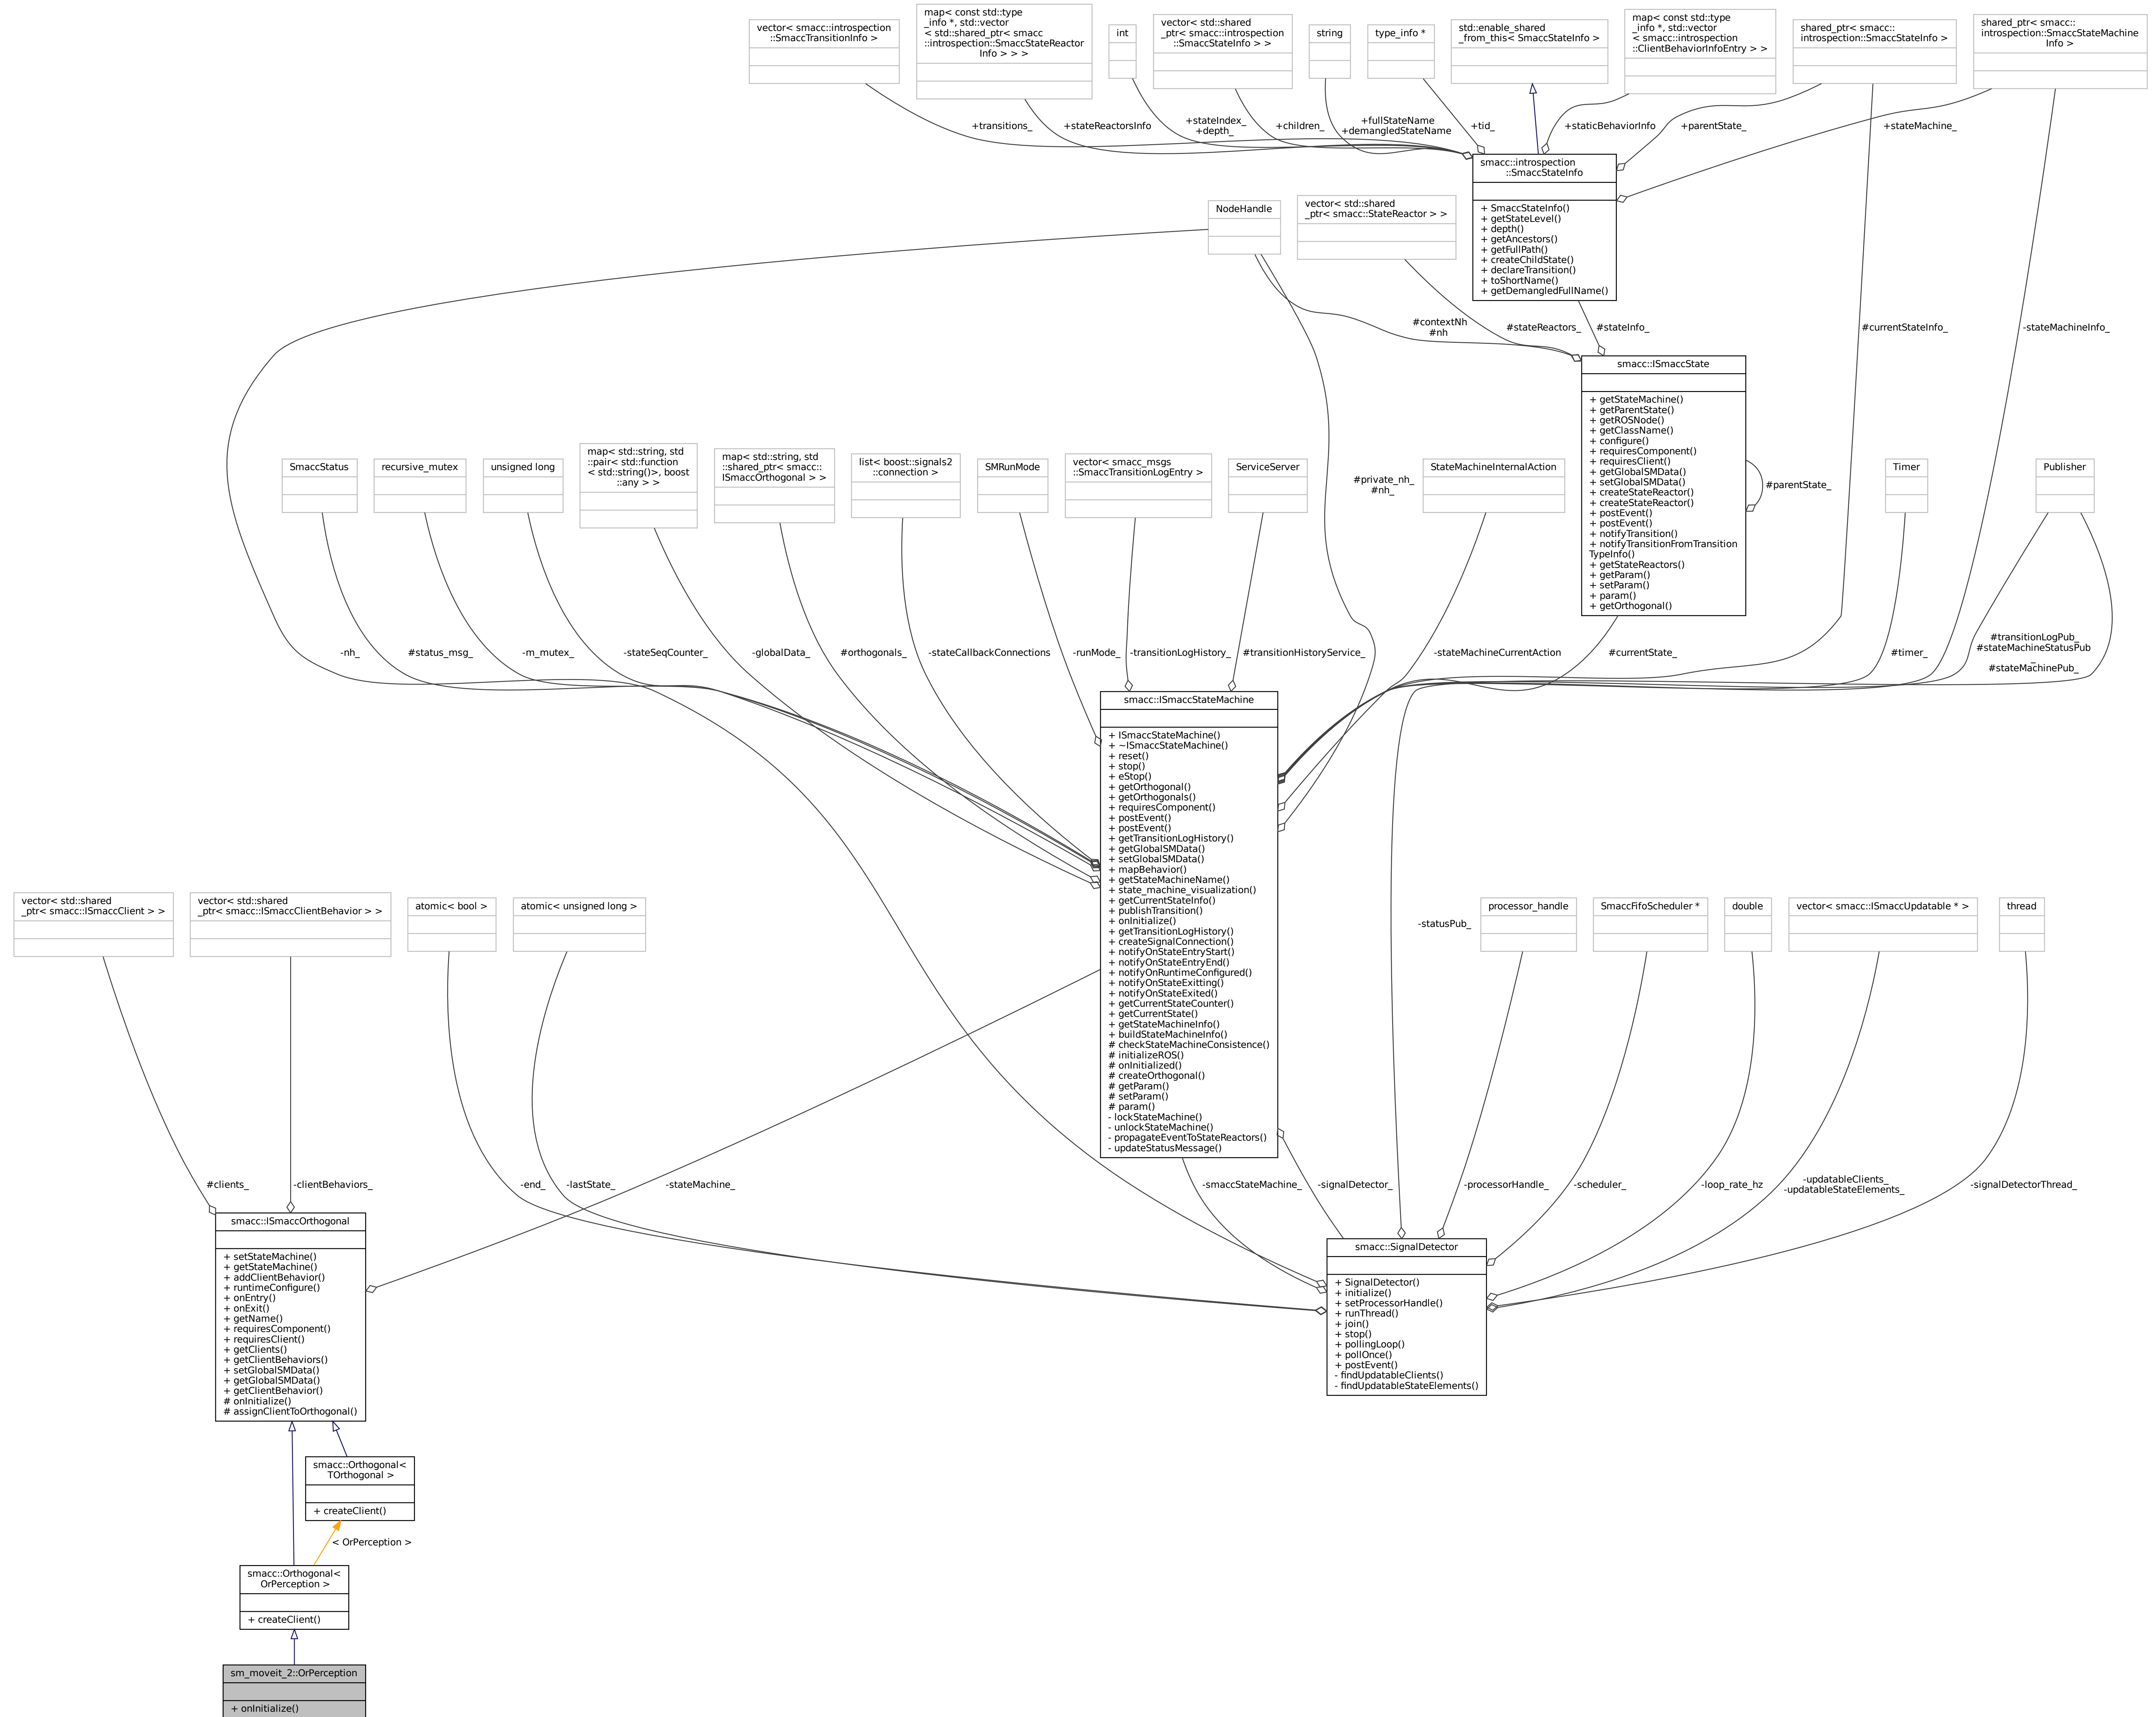 vector< smacc::introspection
::SmaccTransitionInfo >
map< const std::type
_info *, std::vector
< std::shared_ptr< smacc
::introspection::SmaccStateReactor
Info > > >
int
vector< std::shared
_ptr< smacc::introspection
::SmaccStateInfo > >
string
type_info *
std::enable_shared
_from_this< SmaccStateInfo >
map< const std::type
_info *, std::vector
< smacc::introspection
::ClientBehaviorInfoEntry > >
shared_ptr< smacc::
introspection::SmaccStateInfo >
shared_ptr< smacc::
introspection::SmaccStateMachine
Info >
+transitions_
+stateReactorsInfo
+stateIndex_
+depth_
+children_
+fullStateName
+demangledStateName
+tid_
+staticBehaviorInfo
+parentState_
+stateMachine_
smacc::introspection
::SmaccStateInfo
+ SmaccStateInfo()
+ getStateLevel()
+ depth()
+ getAncestors()
+ getFullPath()
+ createChildState()
+ declareTransition()
+ toShortName()
+ getDemangledFullName()
NodeHandle
vector< std::shared
_ptr< smacc::StateReactor > >
#contextNh
#nh
#stateReactors_
#stateInfo_
#currentStateInfo_
-stateMachineInfo_
smacc::ISmaccState
+ getStateMachine()
+ getParentState()
+ getROSNode()
+ getClassName()
+ configure()
+ requiresComponent()
+ requiresClient()
+ getGlobalSMData()
+ setGlobalSMData()
+ createStateReactor()
+ createStateReactor()
+ postEvent()
+ postEvent()
+ notifyTransition()
+ notifyTransitionFromTransition
TypeInfo()
+ getStateReactors()
+ getParam()
+ setParam()
+ param()
+ getOrthogonal()
#parentState_
SmaccStatus
recursive_mutex
unsigned long
map< std::string, std
::pair< std::function
< std::string()>, boost
::any > >
map< std::string, std
::shared_ptr< smacc::
ISmaccOrthogonal > >
list< boost::signals2
::connection >
SMRunMode
vector< smacc_msgs
::SmaccTransitionLogEntry >
ServiceServer
#private_nh_
#nh_
StateMachineInternalAction
Timer
Publisher
-nh_
#status_msg_
-m_mutex_
-stateSeqCounter_
-globalData_
#orthogonals_
-stateCallbackConnections
-runMode_
-transitionLogHistory_
#transitionHistoryService_
-stateMachineCurrentAction
#currentState_
#timer_
#transitionLogPub_
#stateMachineStatusPub
_
#stateMachinePub_
smacc::ISmaccStateMachine
+ ISmaccStateMachine()
+ ~ISmaccStateMachine()
+ reset()
+ stop()
+ eStop()
+ getOrthogonal()
+ getOrthogonals()
+ requiresComponent()
+ postEvent()
+ postEvent()
+ getTransitionLogHistory()
+ getGlobalSMData()
+ setGlobalSMData()
+ mapBehavior()
+ getStateMachineName()
+ state_machine_visualization()
+ getCurrentStateInfo()
+ publishTransition()
+ onInitialize()
+ getTransitionLogHistory()
+ createSignalConnection()
+ notifyOnStateEntryStart()
+ notifyOnStateEntryEnd()
+ notifyOnRuntimeConfigured()
+ notifyOnStateExitting()
+ notifyOnStateExited()
+ getCurrentStateCounter()
+ getCurrentState()
+ getStateMachineInfo()
+ buildStateMachineInfo()
# checkStateMachineConsistence()
# initializeROS()
# onInitialized()
# createOrthogonal()
# getParam()
# setParam()
# param()
- lockStateMachine()
- unlockStateMachine()
- propagateEventToStateReactors()
- updateStatusMessage()
vector< std::shared
_ptr< smacc::ISmaccClient > >
vector< std::shared
_ptr< smacc::ISmaccClientBehavior > >
atomic< bool >
atomic< unsigned long >
-statusPub_
processor_handle
SmaccFifoScheduler *
double
vector< smacc::ISmaccUpdatable * >
thread
#clients_
-clientBehaviors_
-end_
-lastState_
-stateMachine_
-smaccStateMachine_
-signalDetector_
-processorHandle_
-scheduler_
-loop_rate_hz
-updatableClients_
-updatableStateElements_
-signalDetectorThread_
smacc::ISmaccOrthogonal
+ setStateMachine()
+ getStateMachine()
+ addClientBehavior()
+ runtimeConfigure()
+ onEntry()
+ onExit()
+ getName()
+ requiresComponent()
+ requiresClient()
+ getClients()
+ getClientBehaviors()
+ setGlobalSMData()
+ getGlobalSMData()
+ getClientBehavior()
# onInitialize()
# assignClientToOrthogonal()
smacc::SignalDetector
+ SignalDetector()
+ initialize()
+ setProcessorHandle()
+ runThread()
+ join()
+ stop()
+ pollingLoop()
+ pollOnce()
+ postEvent()
- findUpdatableClients()
- findUpdatableStateElements()
smacc::Orthogonal<
TOrthogonal >
+ createClient()
< OrPerception >
smacc::Orthogonal<
OrPerception >
+ createClient()
sm_moveit_2::OrPerception
+ onInitialize()